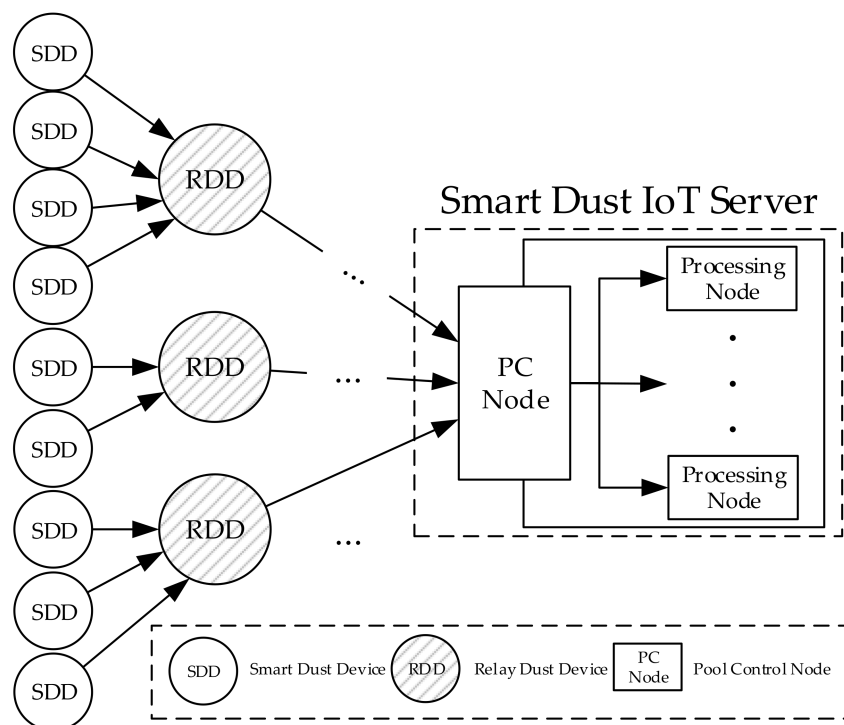 SDD
SDD
SDD
SDD
SDD
SDD
SDD
SDD
SDD
RDD
RDD
RDD
...
...
...
Smart Dust IoT Server
PC
Node
Processing
Node
Processing
Node
SDD
Smart Dust Device
RDD
Relay Dust Device
PC
Node
Pool Control Node